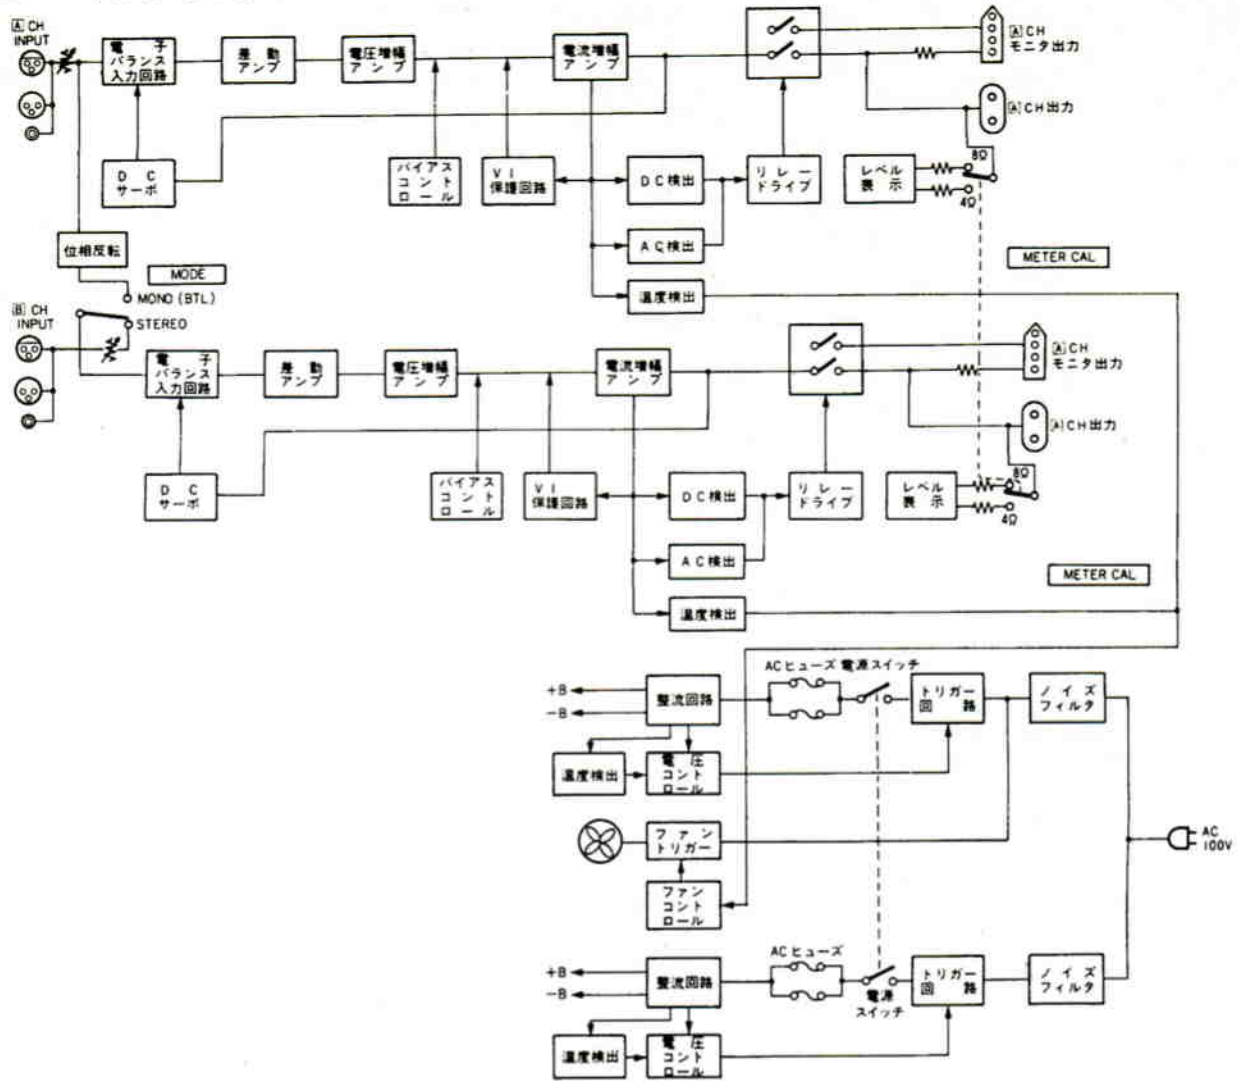 [A] CH
INPUT
電子
バランス
入力回路
差動
アンプ
電圧増幅
アンプ
電流増幅
アンプ
[A] CH
モニタ出力
[A] CH 出力
DC
サーボ
バイアス
コント
ロール
VI
保護回路
DC検出
リレー
ドライブ
レベル
表示
8Ω
4Ω
AC検出
位相反転
MODE
METER CAL
温度検出
MONO (BTL)
STEREO
[B] CH
INPUT
電子
バランス
入力回路
差動
アンプ
電圧増幅
アンプ
電流増幅
アンプ
[A] CH
モニタ出力
[A] CH 出力
DC
サーボ
バイアス
コント
ロール
VI
保護回路
DC検出
リレー
ドライブ
レベル
表示
8Ω
4Ω
AC検出
METER CAL
温度検出
ACヒューズ 電源スイッチ
+B
−B
整流回路
トリガー
回路
ノイズ
フィルタ
温度検出
電圧
コント
ロール
ファン
トリガー
AC
100V
ファン
コント
ロール
ACヒューズ
+B
−B
整流回路
電源
スイッチ
トリガー
回路
ノイズ
フィルタ
温度検出
電圧
コント
ロール